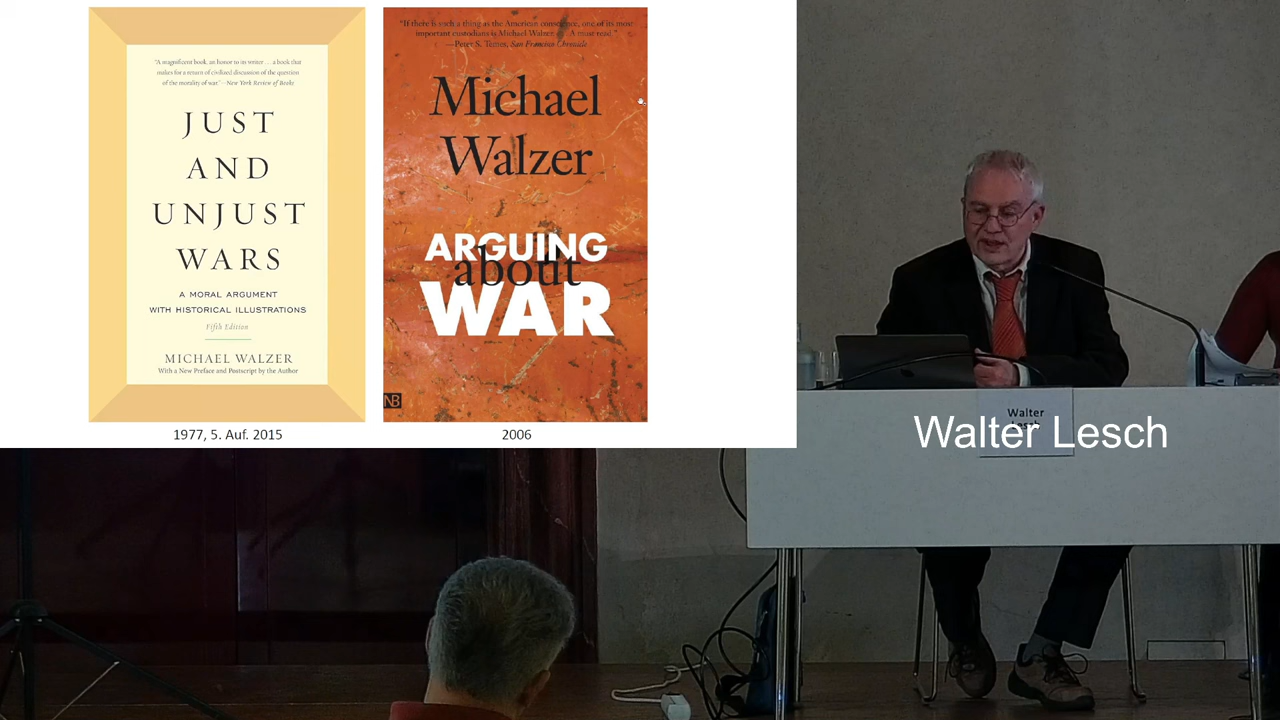 "A magnificent book, an honor to its writer . . . a book that
makes for a return of civilized discussion of the question
of the morality of war."—New York Review of Books
JUST
AND
UNJUST
WARS
A MORAL ARGUMENT
WITH HISTORICAL ILLUSTRATIONS
Fifth Edition
MICHAEL WALZER
With a New Preface and Postscript by the Author
1977, 5. Auf. 2015
"If there is such a thing as the American conscience, one of its most
important custodians is Michael Walzer . . . A must read."
—Peter S. Temes, San Francisco Chronicle
Michael
Walzer
ARGUING
about
WAR
NB
2006
Walter
Walter Lesch